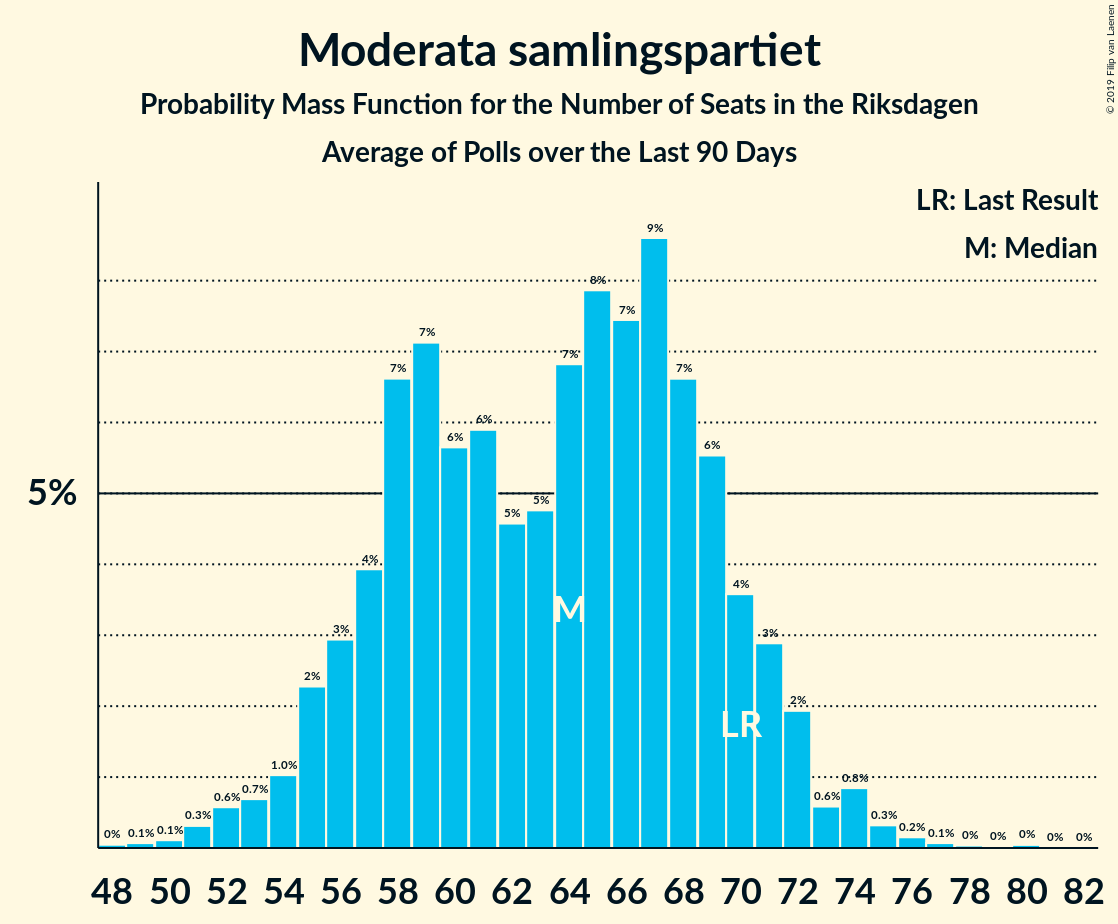 Moderata samlingspartiet
Probability Mass Function for the Number of Seats in the Riksdagen
Average of Polls over the Last 90 Days
© 2019 Filip van Laenen
LR: Last Result
M: Median
5%
0% 0.1% 0.1% 0.3% 0.6% 0.7% 1.0% 2% 3% 4% 7% 7% 6% 6% 5% 5% 7% 8% 7% 9% 7% 6% 4% 3% 2% 0.6% 0.8% 0.3% 0.2% 0.1% 0% 0% 0% 0% 0%
M
LR
48 50 52 54 56 58 60 62 64 66 68 70 72 74 76 78 80 82